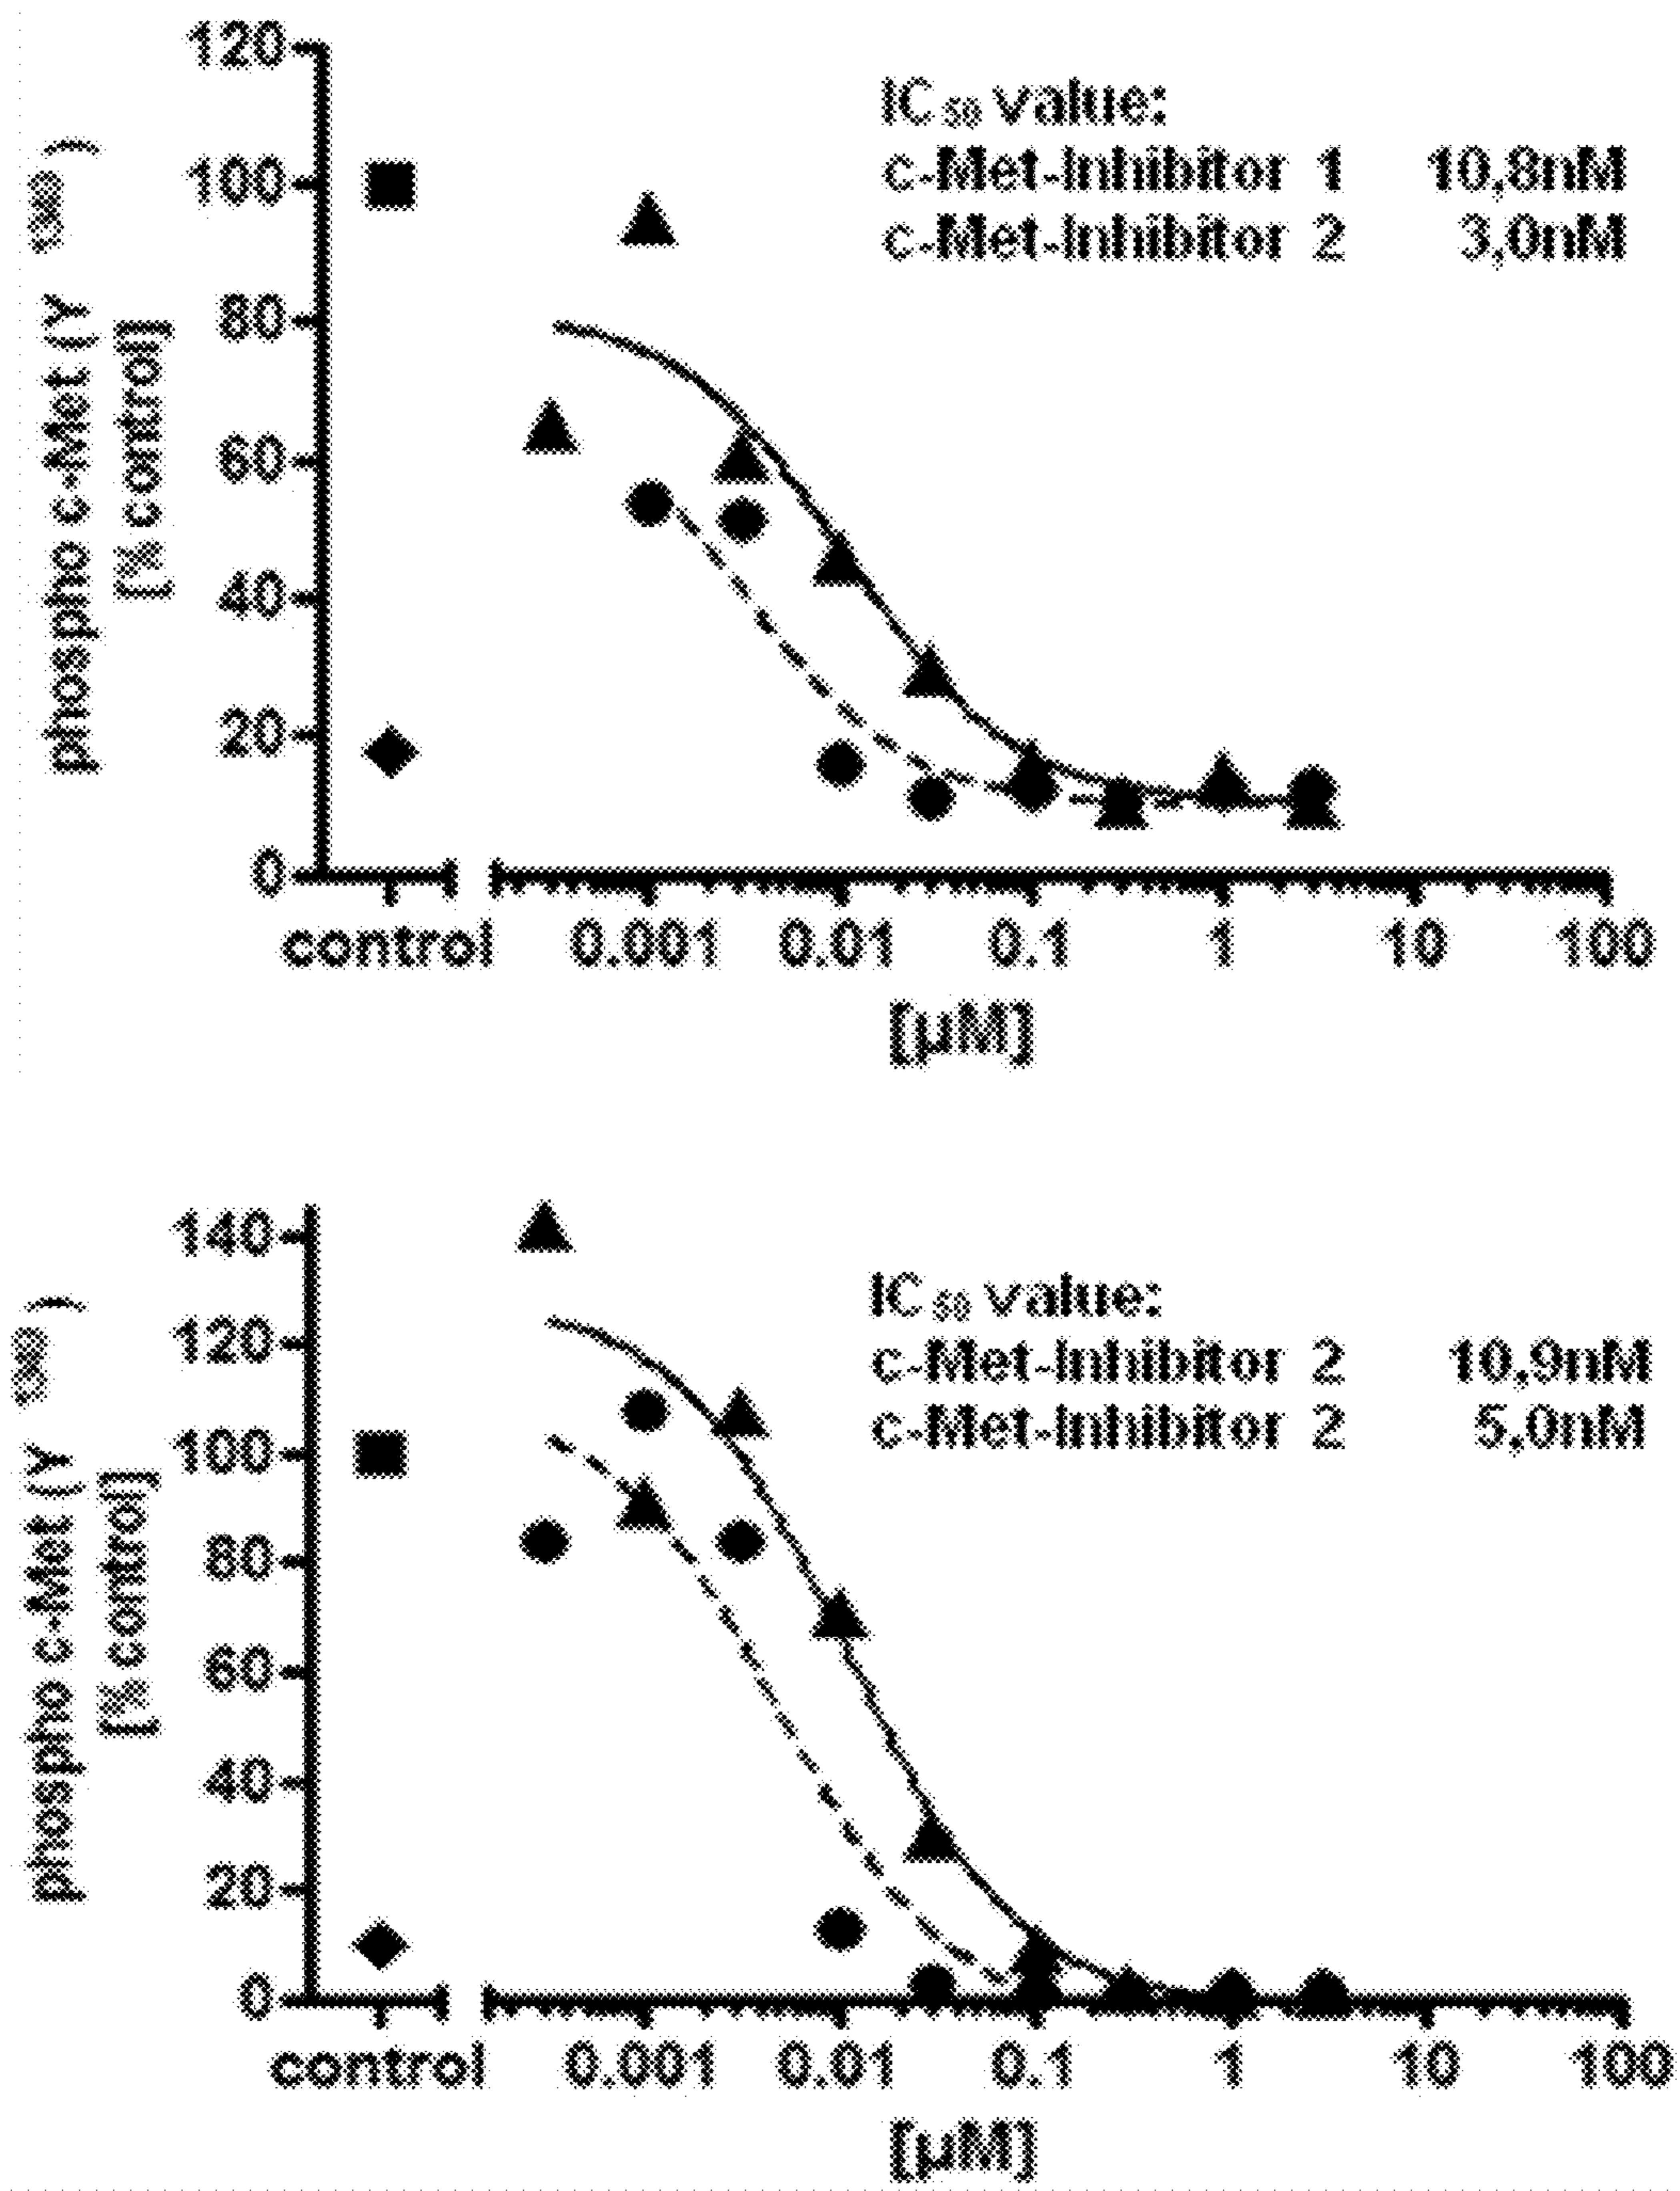 120
100
80
60
40
20
0
phospho c-Met (Y )
[% control]
IC50 value:
c-Met-Inhibitor 1 10,8nM
c-Met-Inhibitor 2 3,0nM
control 0.001 0.01 0.1 1 10 100
[µM]
140
120
100
80
60
40
20
0
phospho c-Met (Y )
[% control]
IC50 value:
c-Met-Inhibitor 2 10,9nM
c-Met-Inhibitor 2 5,0nM
control 0.001 0.01 0.1 1 10 100
[µM]